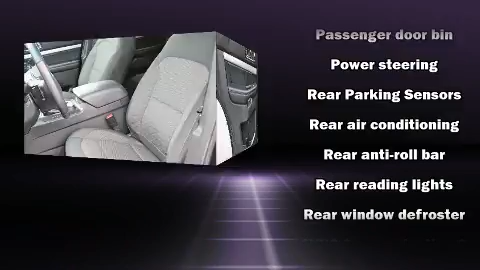 Passenger door bin
Power steering
Rear Parking Sensors
Rear air conditioning
Rear anti-roll bar
Rear reading lights
Rear window defroster